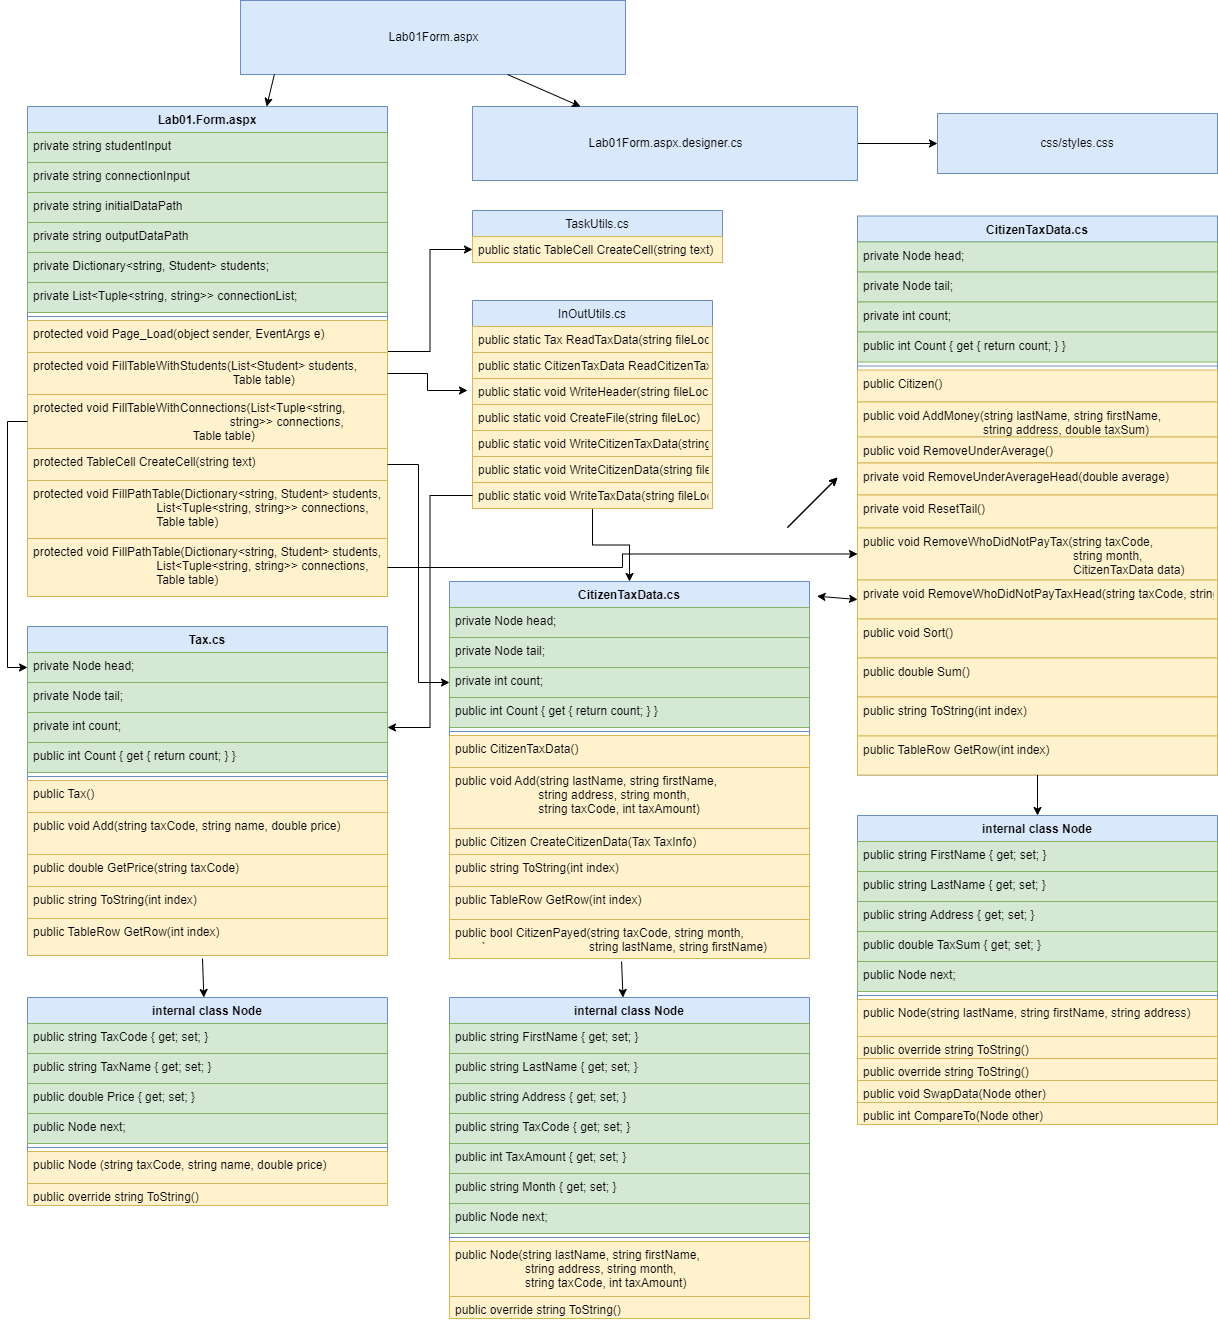 Lab01Form.aspx
Lab01.Form.aspx
private string studentInput
private string connectionInput
private string initialDataPath
private string outputDataPath
private Dictionary<string, Student> students;
private List<Tuple<string, string>> connectionList;
protected void Page_Load(object sender, EventArgs e)
protected void FillTableWithStudents(List<Student> students,
Table table)
protected void FillTableWithConnections(List<Tuple<string,
string>> connections,
Table table)
protected TableCell CreateCell(string text)
protected void FillPathTable(Dictionary<string, Student> students,
List<Tuple<string, string>> connections,
Table table)
protected void FillPathTable(Dictionary<string, Student> students,
List<Tuple<string, string>> connections,
Table table)
Lab01Form.aspx.designer.cs
css/styles.css
TaskUtils.cs
public static TableCell CreateCell(string text)
InOutUtils.cs
public static Tax ReadTaxData(string fileLoc
public static CitizenTaxData ReadCitizenTa
public static void WriteHeader(string fileLoc
public static void CreateFile(string fileLoc)
public static void WriteCitizenTaxData(string
public static void WriteCitizenData(string file
public static void WriteTaxData(string fileLoc
CitizenTaxData.cs
private Node head;
private Node tail;
private int count;
public int Count { get { return count; } }
public Citizen()
public void AddMoney(string lastName, string firstName,
string address, double taxSum)
public void RemoveUnderAverage()
private void RemoveUnderAverageHead(double average)
private void ResetTail()
public void RemoveWhoDidNotPayTax(string taxCode,
string month,
CitizenTaxData data)
private void RemoveWhoDidNotPayTaxHead(string taxCode, strin
public void Sort()
public double Sum()
public string ToString(int index)
public TableRow GetRow(int index)
Tax.cs
private Node head;
private Node tail;
private int count;
public int Count { get { return count; } }
public Tax()
public void Add(string taxCode, string name, double price)
public double GetPrice(string taxCode)
public string ToString(int index)
public TableRow GetRow(int index)
CitizenTaxData.cs
private Node head;
private Node tail;
private int count;
public int Count { get { return count; } }
public CitizenTaxData()
public void Add(string lastName, string firstName,
string address, string month,
string taxCode, int taxAmount)
public Citizen CreateCitizenData(Tax TaxInfo)
public string ToString(int index)
public TableRow GetRow(int index)
public bool CitizenPayed(string taxCode, string month,
` string lastName, string firstName)
internal class Node
public string FirstName { get; set; }
public string LastName { get; set; }
public string Address { get; set; }
public double TaxSum { get; set; }
public Node next;
public Node(string lastName, string firstName, string address)
public override string ToString()
public override string ToString()
public void SwapData(Node other)
public int CompareTo(Node other)
internal class Node
public string TaxCode { get; set; }
public string TaxName { get; set; }
public double Price { get; set; }
public Node next;
public Node (string taxCode, string name, double price)
public override string ToString()
internal class Node
public string FirstName { get; set; }
public string LastName { get; set; }
public string Address { get; set; }
public string TaxCode { get; set; }
public int TaxAmount { get; set; }
public string Month { get; set; }
public Node next;
public Node(string lastName, string firstName,
string address, string month,
string taxCode, int taxAmount)
public override string ToString()